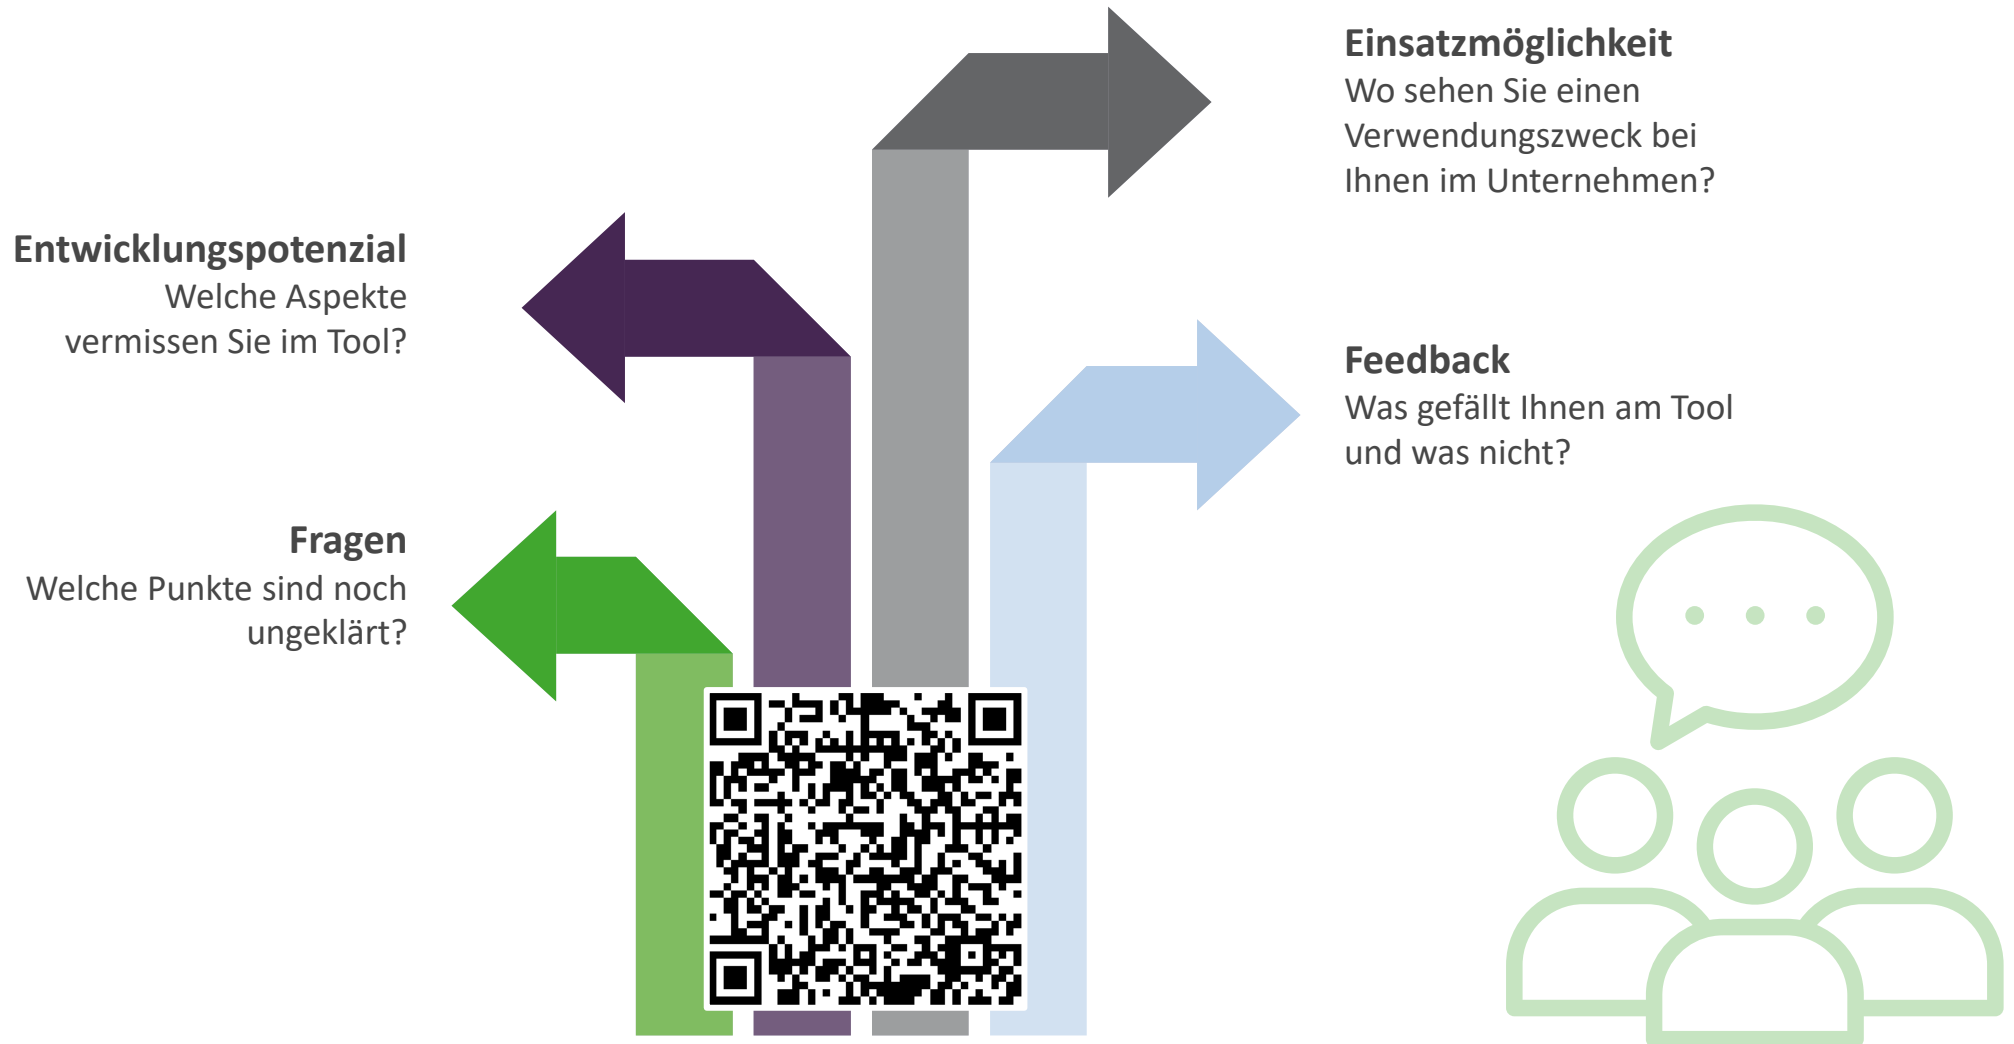 Einsatzmöglichkeit
Wo sehen Sie einen
Verwendungszweck bei
Ihnen im Unternehmen?
Entwicklungspotenzial
Welche Aspekte
vermissen Sie im Tool?
Feedback
Was gefällt Ihnen am Tool
und was nicht?
Fragen
Welche Punkte sind noch
ungeklärt?